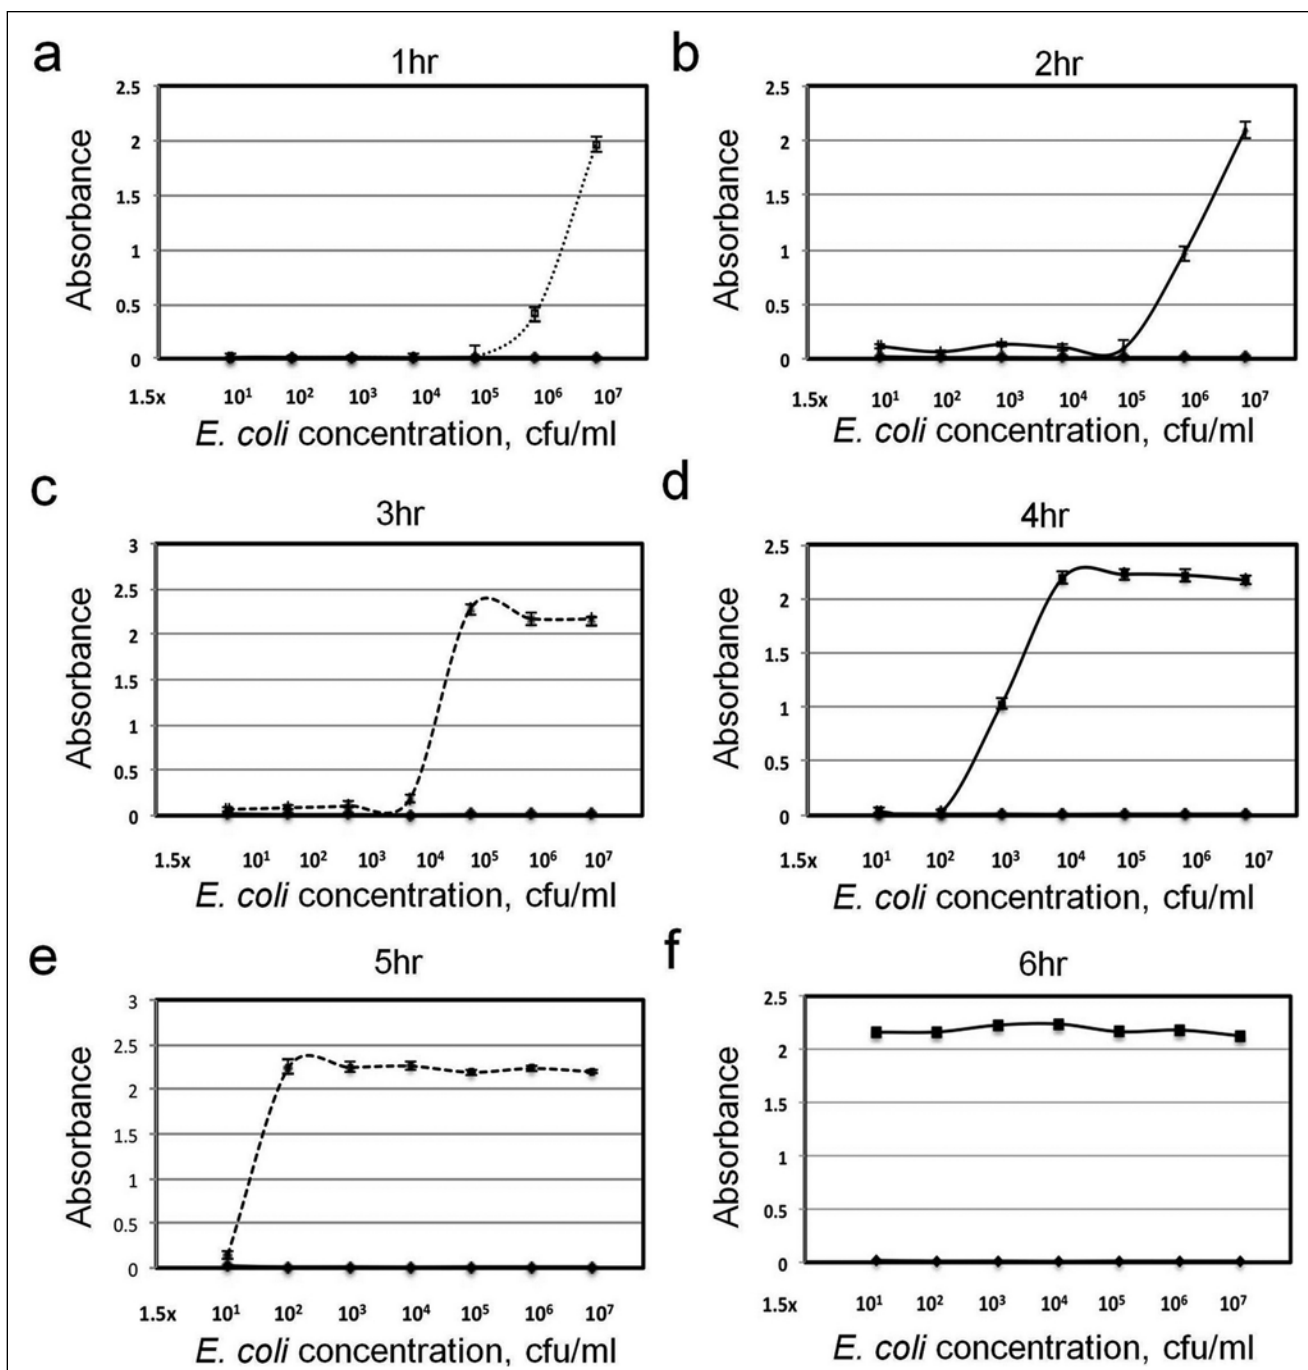 a
1hr
2.5
2
1.5
1
0.5
0
Absorbance
1.5x 10¹ 10² 10³ 10⁴ 10⁵ 10⁶ 10⁷
E. coli concentration, cfu/ml
b
2hr
2.5
2
1.5
1
0.5
0
Absorbance
1.5x 10¹ 10² 10³ 10⁴ 10⁵ 10⁶ 10⁷
E. coli concentration, cfu/ml
c
3hr
3
2.5
2
1.5
1
0.5
0
Absorbance
1.5x 10¹ 10² 10³ 10⁴ 10⁵ 10⁶ 10⁷
E. coli concentration, cfu/ml
d
4hr
2.5
2
1.5
1
0.5
0
Absorbance
1.5x 10¹ 10² 10³ 10⁴ 10⁵ 10⁶ 10⁷
E. coli concentration, cfu/ml
e
5hr
3
2.5
2
1.5
1
0.5
0
Absorbance
1.5x 10¹ 10² 10³ 10⁴ 10⁵ 10⁶ 10⁷
E. coli concentration, cfu/ml
f
6hr
2.5
2
1.5
1
0.5
0
Absorbance
1.5x 10¹ 10² 10³ 10⁴ 10⁵ 10⁶ 10⁷
E. coli concentration, cfu/ml